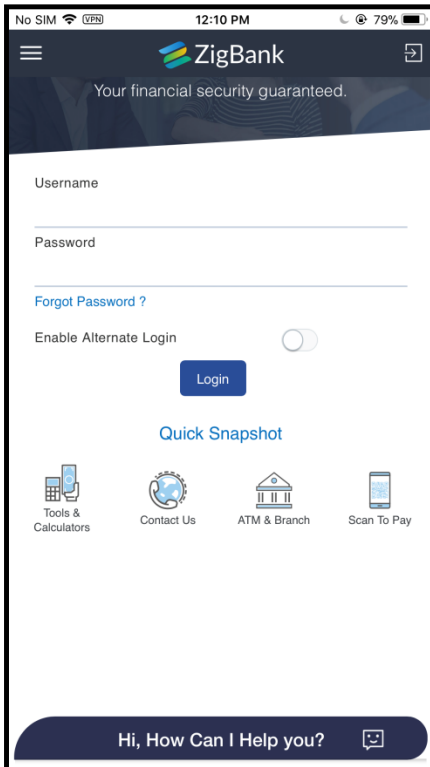 No SIM VPN 12:10 PM 79%
ZigBank
Your financial security guaranteed.
Username
Password
Forgot Password ?
Enable Alternate Login
Login
Quick Snapshot
Tools &
Calculators
Contact Us
ATM & Branch
Scan To Pay
Hi, How Can I Help you?